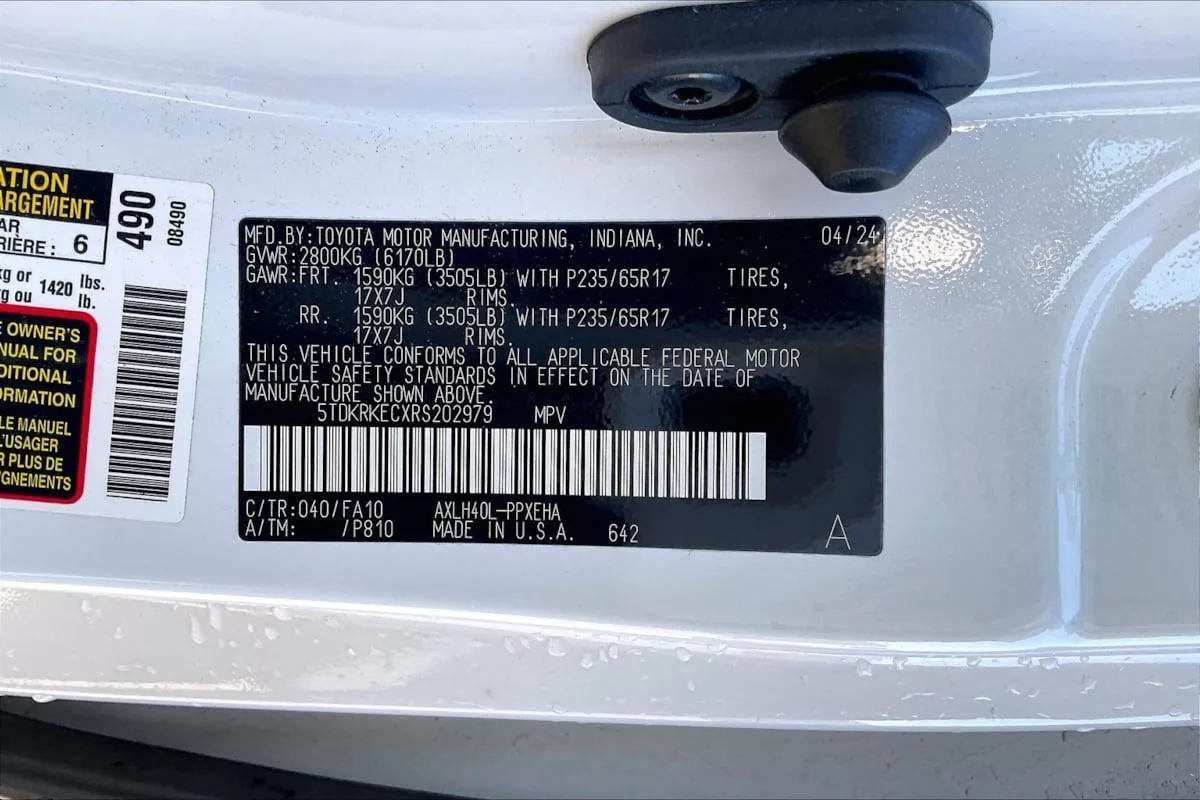 ATION
ARGEMENT
AR
RIÈRE : 6
kg or 1420 lbs.
kg ou lb.
E OWNER'S
NUAL FOR
DITIONAL
ORMATION
LE MANUEL
L'USAGER
R PLUS DE
IGNEMENTS
490
08490
MFD.BY:TOYOTA MOTOR MANUFACTURING, INDIANA, INC. 04/24
GVWR:2800KG (6170LB)
GAWR:FRT. 1590KG (3505LB) WITH P235/65R17 TIRES,
17X7J RIMS.
RR. 1590KG (3505LB) WITH P235/65R17 TIRES,
17X7J RIMS.
THIS VEHICLE CONFORMS TO ALL APPLICABLE FEDERAL MOTOR
VEHICLE SAFETY STANDARDS IN EFFECT ON THE DATE OF
MANUFACTURE SHOWN ABOVE.
5TDKRKECXRS202979 MPV
C/TR:040/FA10 AXLH40L-PPXEHA
A/TM: /P810 MADE IN U.S.A. 642 A